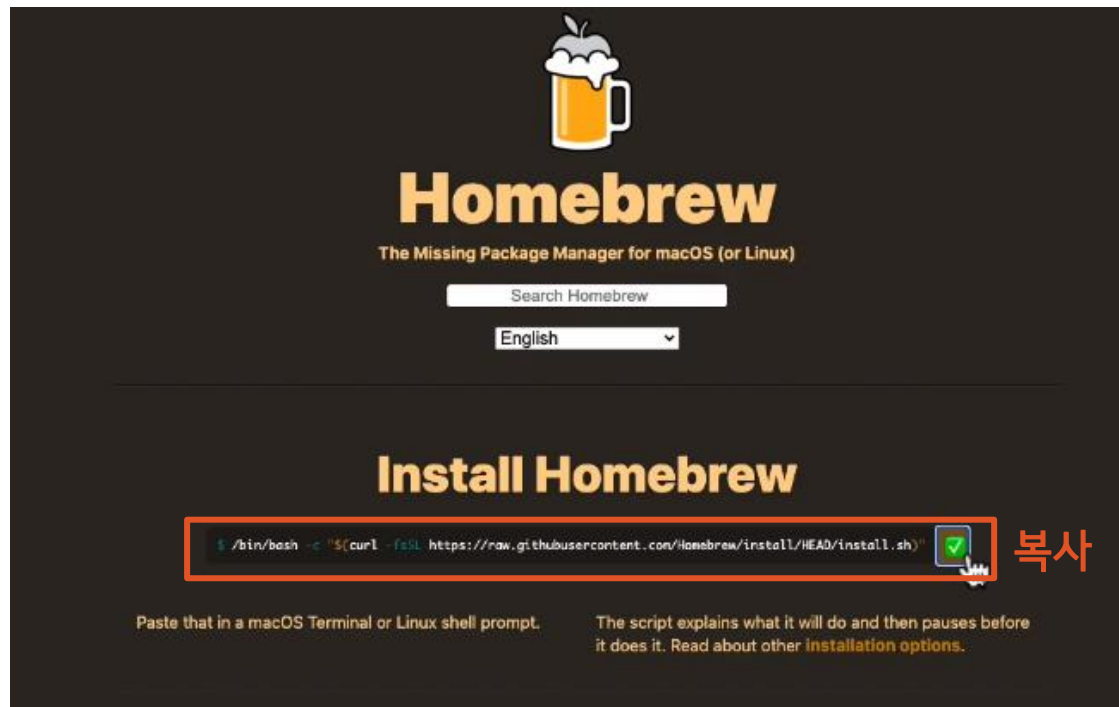 Homebrew
The Missing Package Manager for macOS (or Linux)
Search Homebrew
English
Install Homebrew
$ /bin/bash -c "$(curl -fsSL https://raw.githubusercontent.com/Homebrew/install/HEAD/install.sh)"
복사
Paste that in a macOS Terminal or Linux shell prompt.
The script explains what it will do and then pauses before
it does it. Read about other installation options.